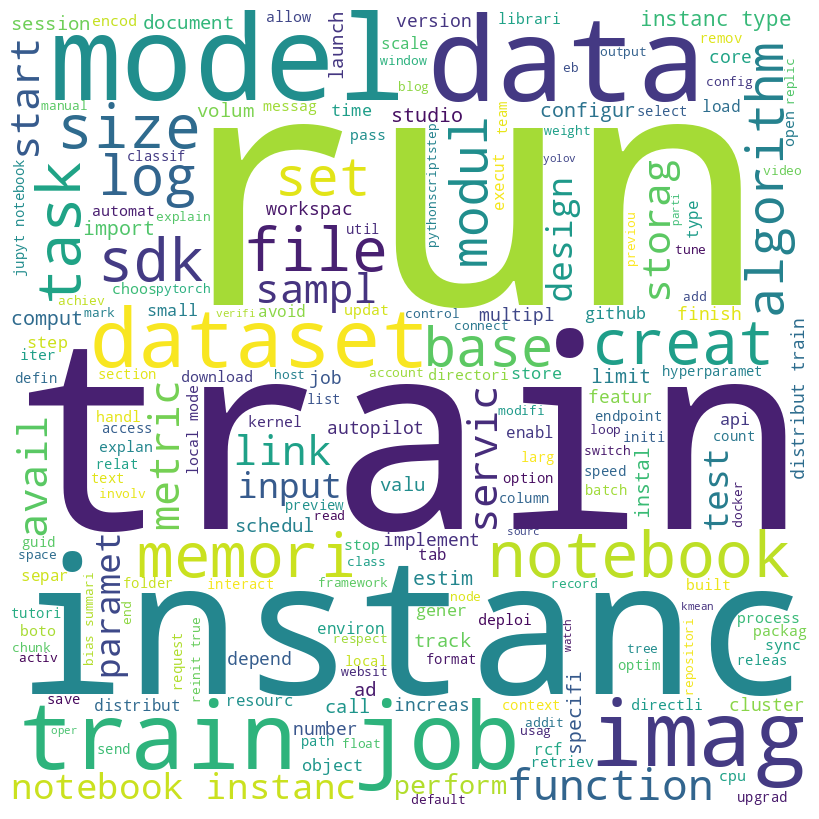 session encod document allow version librari instanc type
model data launch scale window remov core output
manual blog eb config open replic
start size volum messag time studio configur select load
log classif set pass team weight algorithm
task automat explain workspac util execut yolov modul design storag video
import sdk file pythonscriptstep previou type parti tune
jupyt notebook run
achiev choos pytorch sampl
comput mark small verifi avoid updat control multipl github add finish
step dataset base connect creat
iter defin section download host job list account directori store limit hyperparamet distribut train
train
handl access local model kernel autopilot modifi featur endpoint api
explan relat metric link enabl loop initi count
avail text involv input preview valu servic option larg switch speed
column batch instal test docker
guid space schedul read implement sourc
separ paramet memori stop class tab notebook
folder interact framework estim record built
tutori boto chunk activ bias summari end request reinit true environ respect gener node deploi kmean watch process packag
instanc
depend local track format tree optim repositori sync releas
save distribut resourc websit ad call increas context specifi directli cluster
oper train job number usag addit imag
send path float object rcf retriev cpu
notebook instanc perform default function upgrad